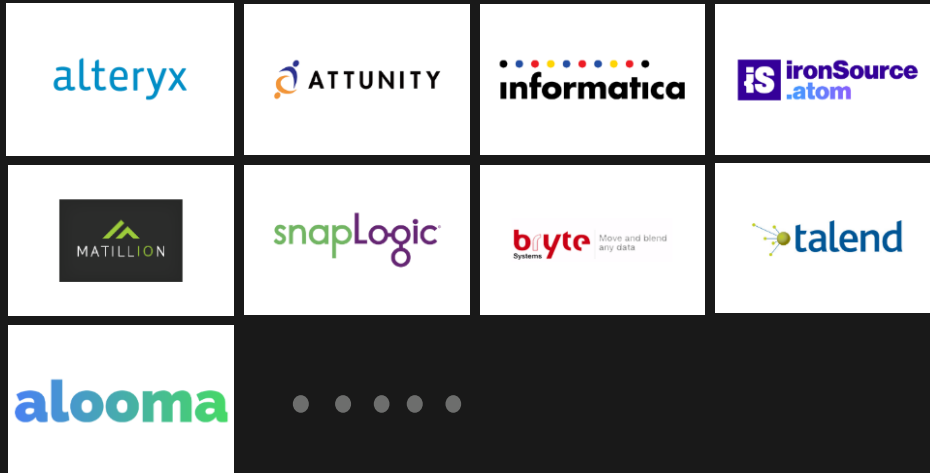 alteryx
ATTUNITY
informatica
iS ironSource
.atom
MATILLION
snapLogic
bryte
Systems
Move and blend
any data
talend
alooma